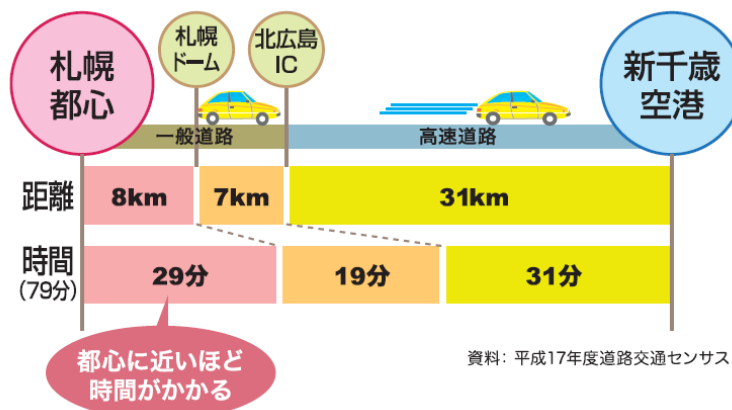 札幌
都心
札幌
ドーム
北広島
IC
新千歳
空港
一般道路
高速道路
距離
8km
7km
31km
時間
(79分)
29分
19分
31分
都心に近いほど
時間がかかる
資料: 平成17年度道路交通センサス